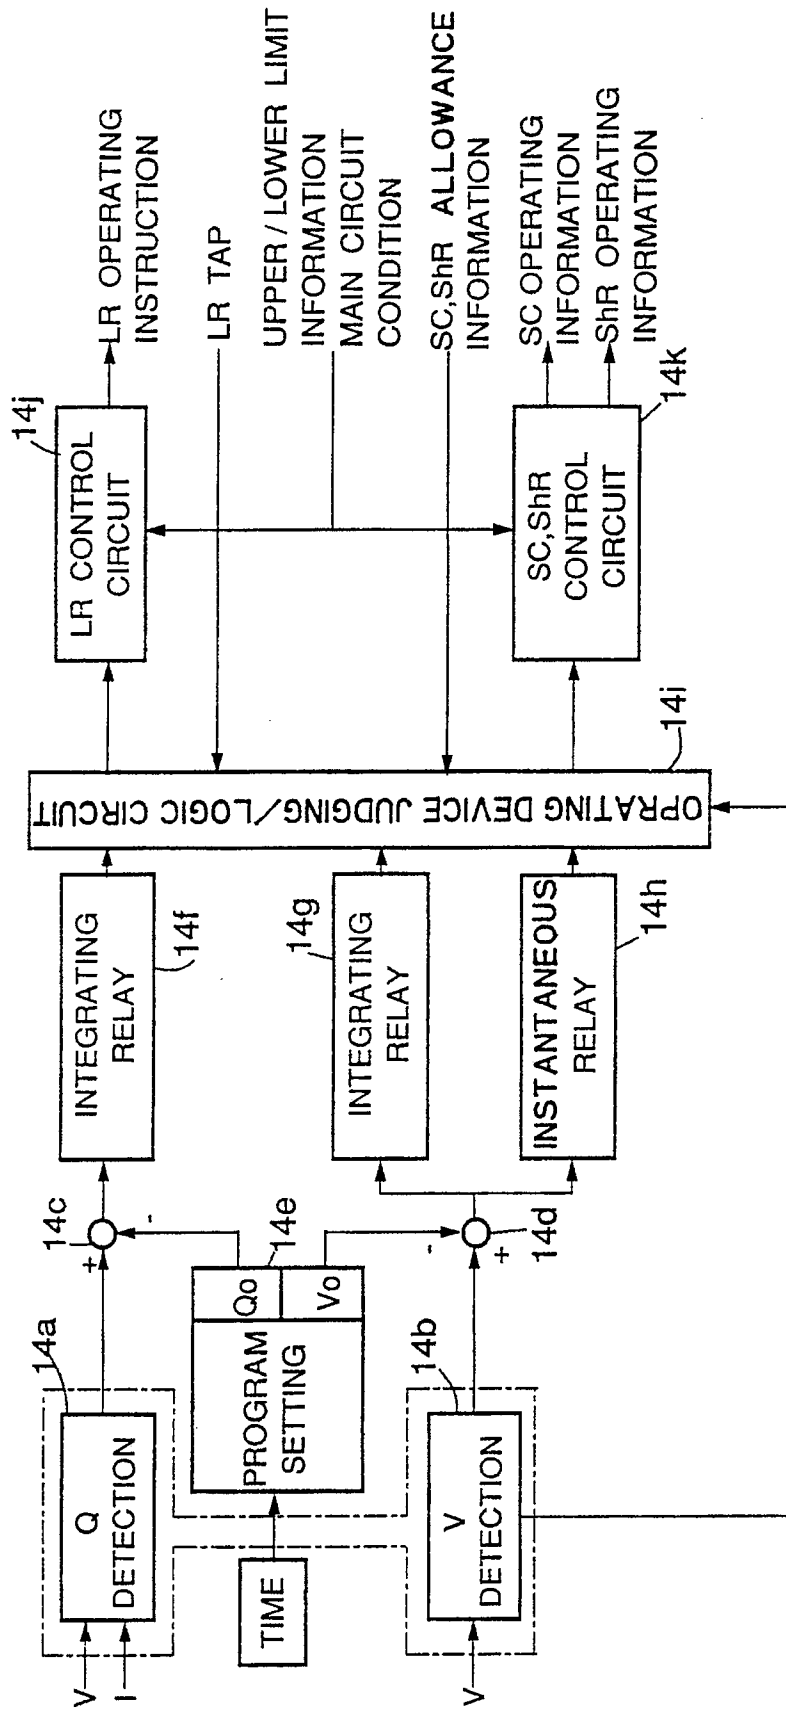 V
I
Q
DETECTION
14a
+
-
14c
INTEGRATING
RELAY
14f
TIME
PROGRAM
SETTING
Qo
Vo
14e
V
V
DETECTION
14b
+
-
14d
INTEGRATING
RELAY
14g
INSTANTANEOUS
RELAY
14h
OPRATING DEVICE JUDGING/LOGIC CIRCUIT
14i
LR CONTROL
CIRCUIT
14j
LR OPERATING
INSTRUCTION
LR TAP
UPPER/LOWER LIMIT
INFORMATION
MAIN CIRCUIT
CONDITION
SC,ShR ALLOWANCE
INFORMATION
SC,ShR
CONTROL
CIRCUIT
14k
SC OPERATING
INFORMATION
ShR OPERATING
INFORMATION